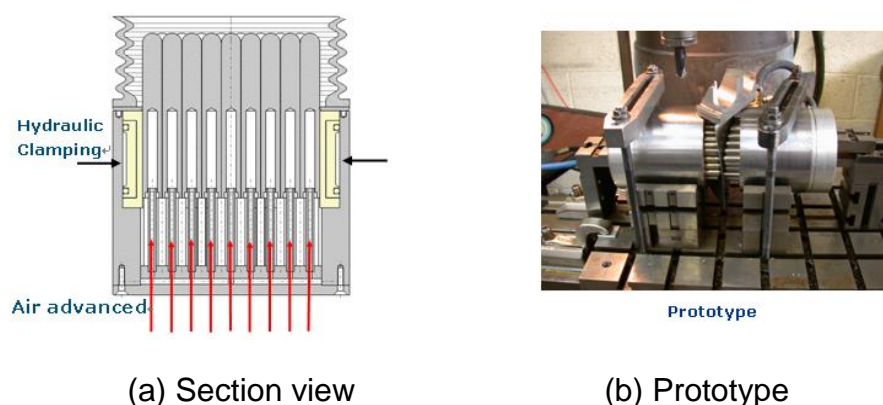 Hydraulic
Clamping
Air advanced
Prototype
(a) Section view
(b) Prototype